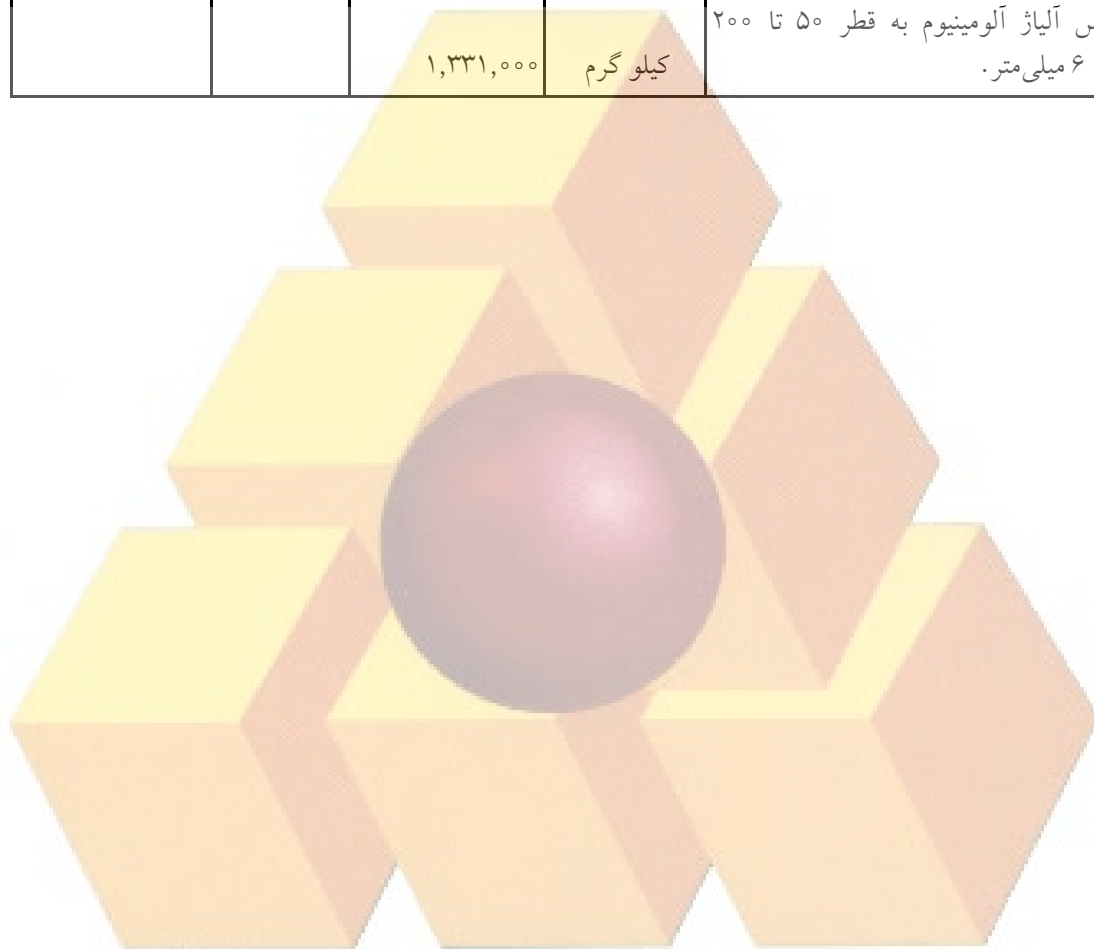 آلیاژ آلومینیوم به قطر ۵۰ تا ۲۰۰
۶ میلی‌متر.
کیلو گرم
۱,۳۳۱,۰۰۰